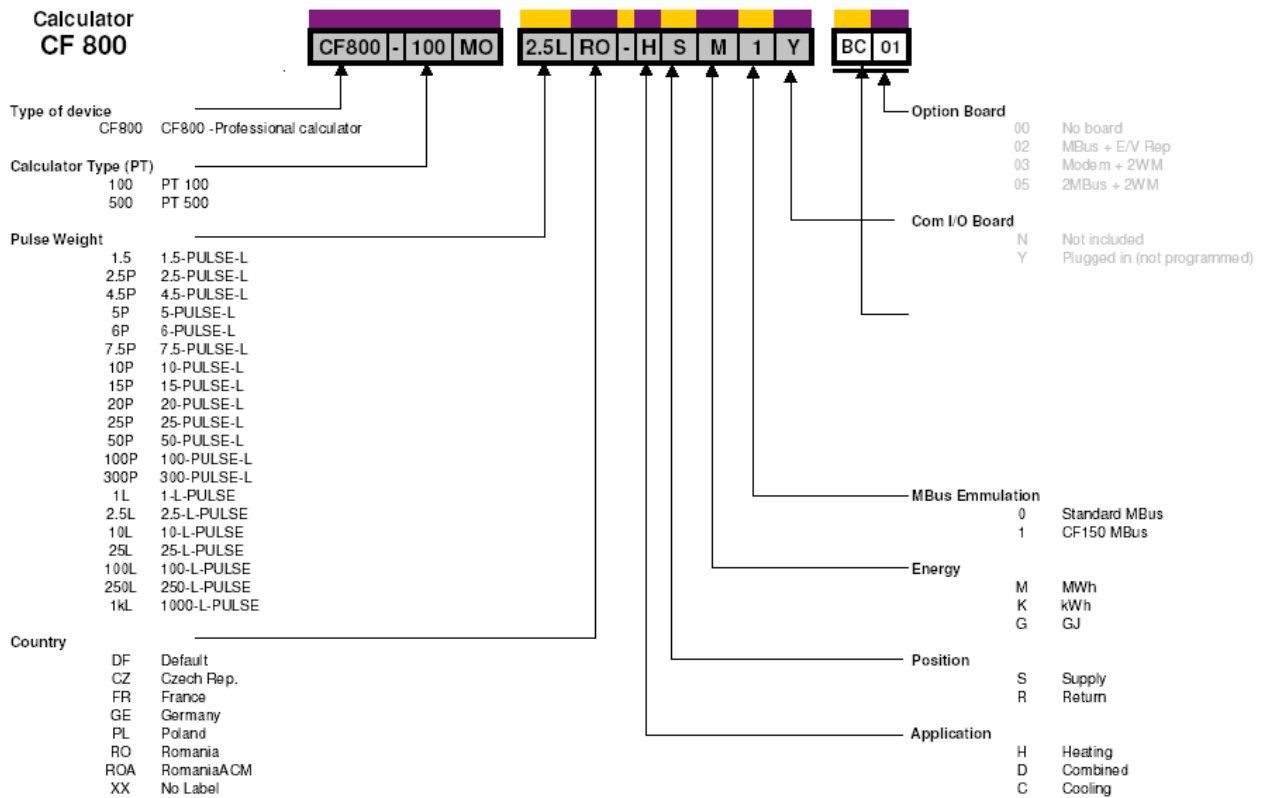 Calculator
CF 800
CF800 - 100 MO 2.5L RO - H S M 1 Y BC 01
Type of device
CF800 CF800 -Professional calculator
Calculator Type (PT)
100 PT 100
500 PT 500
Pulse Weight
1.5 1.5-PULSE-L
2.5P 2.5-PULSE-L
4.5P 4.5-PULSE-L
5P 5-PULSE-L
6P 6-PULSE-L
7.5P 7.5-PULSE-L
10P 10-PULSE-L
15P 15-PULSE-L
20P 20-PULSE-L
25P 25-PULSE-L
50P 50-PULSE-L
100P 100-PULSE-L
300P 300-PULSE-L
1L 1-L-PULSE
2.5L 2.5-L-PULSE
10L 10-L-PULSE
25L 25-L-PULSE
100L 100-L-PULSE
250L 250-L-PULSE
1kL 1000-L-PULSE
Country
DF Default
CZ Czech Rep.
FR France
GE Germany
PL Poland
RO Romania
ROA RomaniaACM
XX No Label
Option Board
00 No board
02 MBus + E/V Rep
03 Modem + 2WM
05 2MBus + 2WM
Com I/O Board
N Not included
Y Plugged in (not programmed)
MBus Emmulation
0 Standard MBus
1 CF150 MBus
Energy
M MWh
K kWh
G GJ
Position
S Supply
R Return
Application
H Heating
D Combined
C Cooling